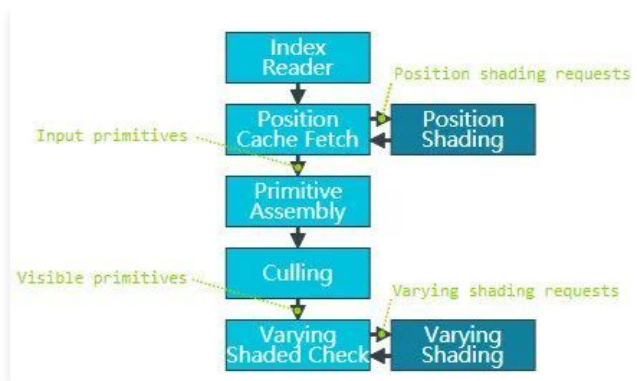 Index
Reader
Position shading requests
Position
Cache Fetch
Position
Shading
Input primitives
Primitive
Assembly
Culling
Visible primitives
Varying shading requests
Varying
Shaded Check
Varying
Shading